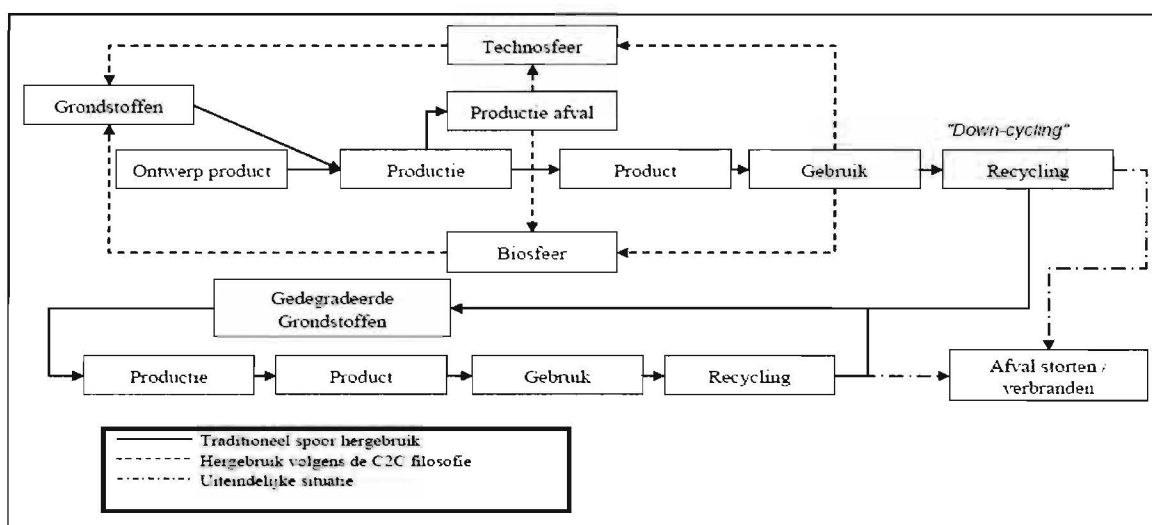 Technosfeer
Grondstoffen
Productie afval
"Down-cycling"
Ontwerp product
Productie
Product
Gebruik
Recycling
Biosfeer
Gedegradeerde
Grondstoffen
Productie
Product
Gebruik
Recycling
Afval storten /
verbranden
Traditioneel spoor hergebruik
Hergebruik volgens de C2C filosofie
Uiteindelijke situatie